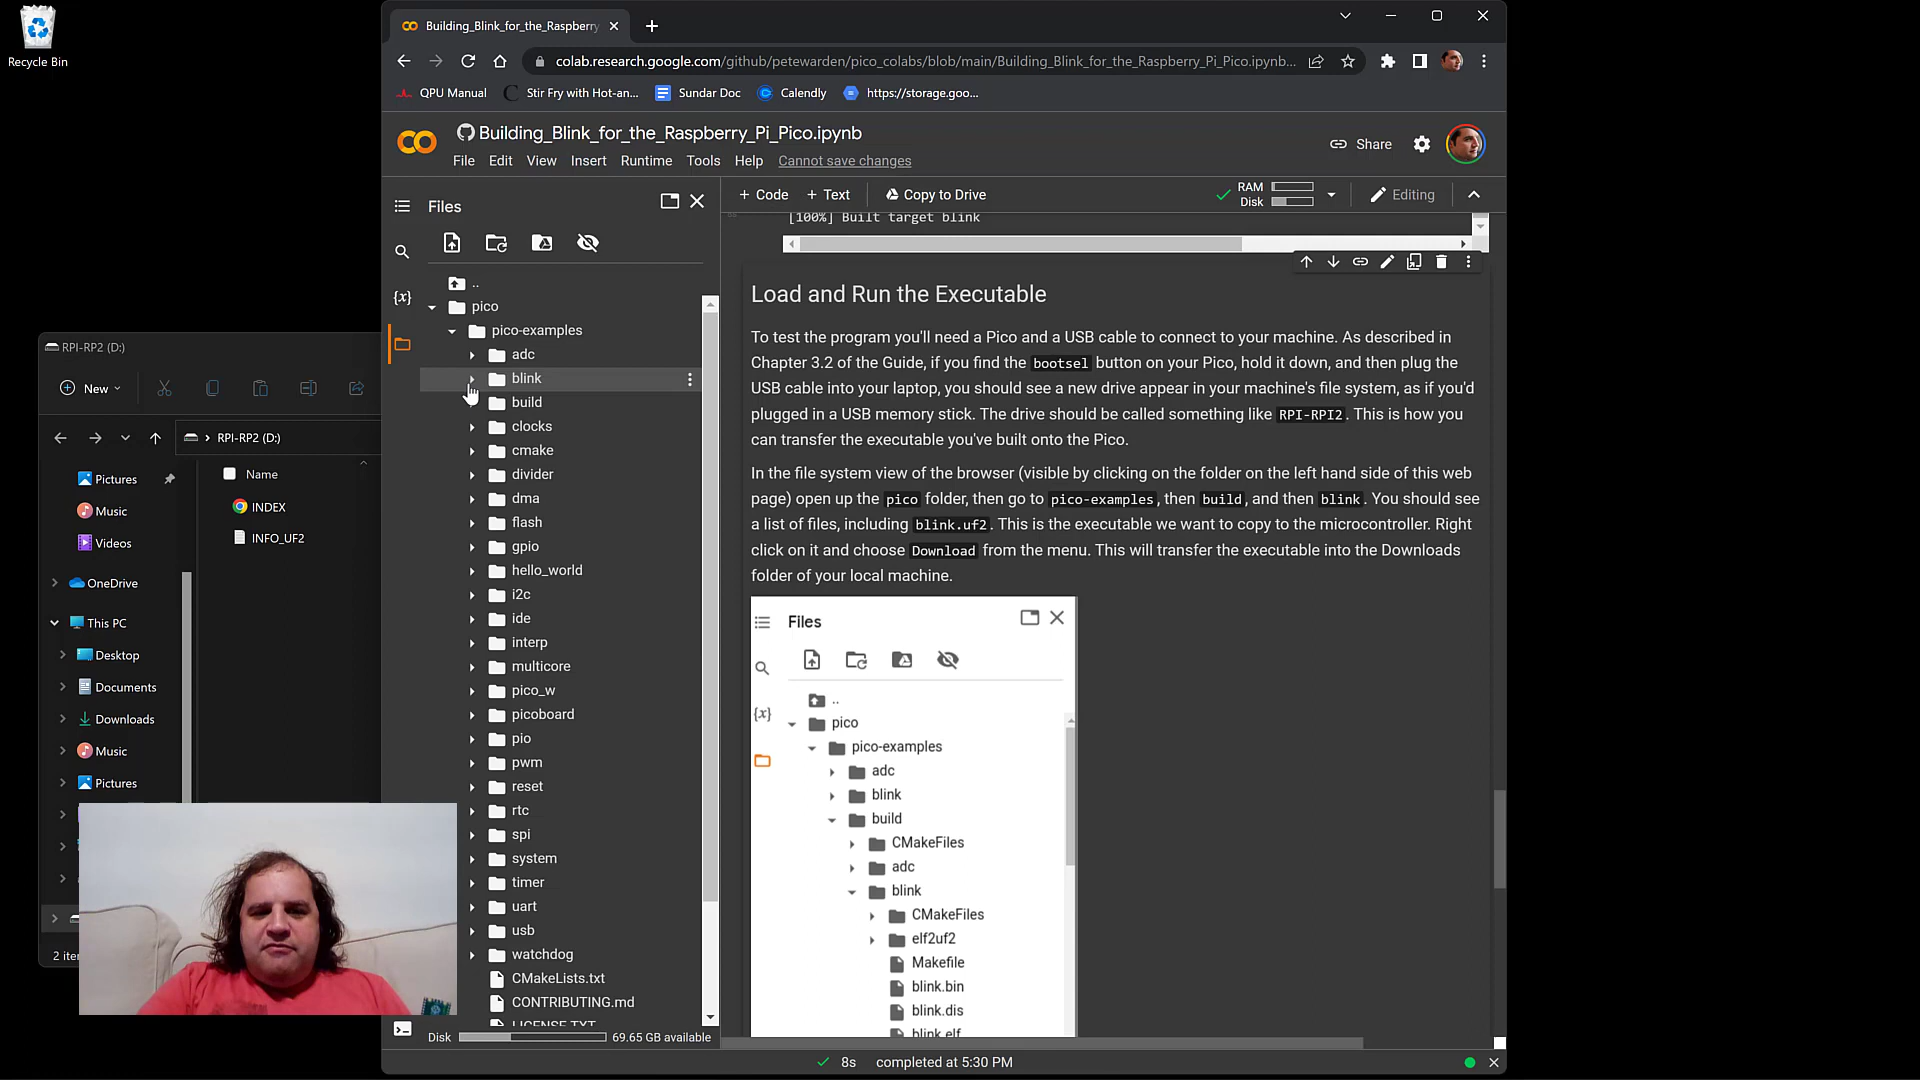 Recycle Bin
Building_Blink_for_the_Raspberry
colab.research.google.com/github/petewarden/pico_colabs/blob/main/Building_Blink_for_the_Raspberry_Pi_Pico.ipynb...
QPU Manual
Stir Fry with Hot-an...
Sundar Doc
Calendly
https://storage.goo...
Building_Blink_for_the_Raspberry_Pi_Pico.ipynb
Share
File Edit View Insert Runtime Tools Help Cannot save changes
Files
+ Code + Text Copy to Drive
RAM
Disk
Editing
..
{x}
pico
pico-examples
adc
blink
build
clocks
cmake
divider
dma
flash
gpio
hello_world
i2c
ide
interp
multicore
pico_w
picoboard
pio
pwm
reset
rtc
spi
system
timer
uart
usb
watchdog
CMakeLists.txt
CONTRIBUTING.md
LICENSE.TXT
Disk 69.65 GB available
RPI-RP2 (D:)
New
RPI-RP2 (D:)
Pictures
Music
Videos
OneDrive
This PC
Desktop
Documents
Downloads
Music
Pictures
Name
INDEX
INFO_UF2
[100%] Built target blink
Load and Run the Executable
To test the program you'll need a Pico and a USB cable to connect to your machine. As described in
Chapter 3.2 of the Guide, if you find the bootsel button on your Pico, hold it down, and then plug the
USB cable into your laptop, you should see a new drive appear in your machine's file system, as if you'd
plugged in a USB memory stick. The drive should be called something like RPI-RPI2. This is how you
can transfer the executable you've built onto the Pico.
In the file system view of the browser (visible by clicking on the folder on the left hand side of this web
page) open up the pico folder, then go to pico-examples, then build, and then blink. You should see
a list of files, including blink.uf2. This is the executable we want to copy to the microcontroller. Right
click on it and choose Download from the menu. This will transfer the executable into the Downloads
folder of your local machine.
Files
..
{x}
pico
pico-examples
adc
blink
build
CMakeFiles
adc
blink
CMakeFiles
elf2uf2
Makefile
blink.bin
blink.dis
blink.elf
8s completed at 5:30 PM